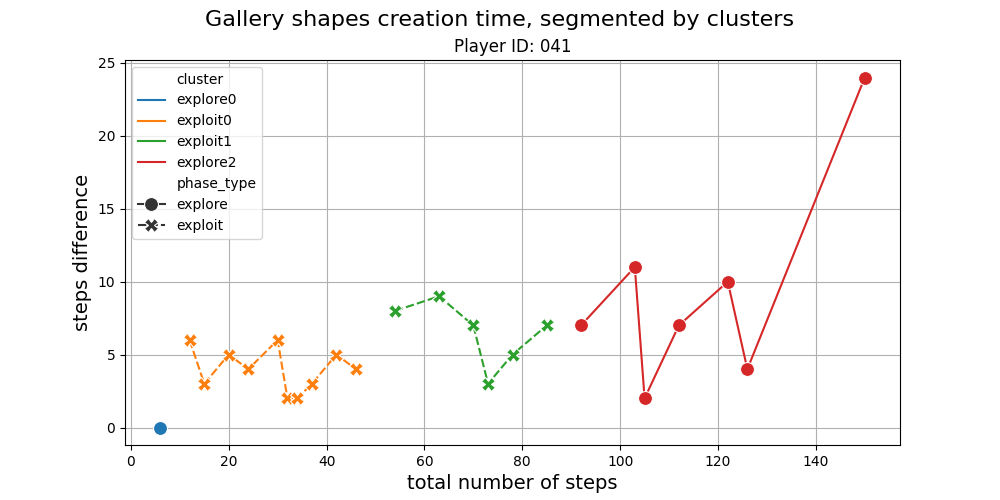 Gallery shapes creation time, segmented by clusters
Player ID: 041
25
20
15
10
5
0
steps difference
cluster
explore0
exploit0
exploit1
explore2
phase_type
explore
exploit
0 20 40 60 80 100 120 140
total number of steps